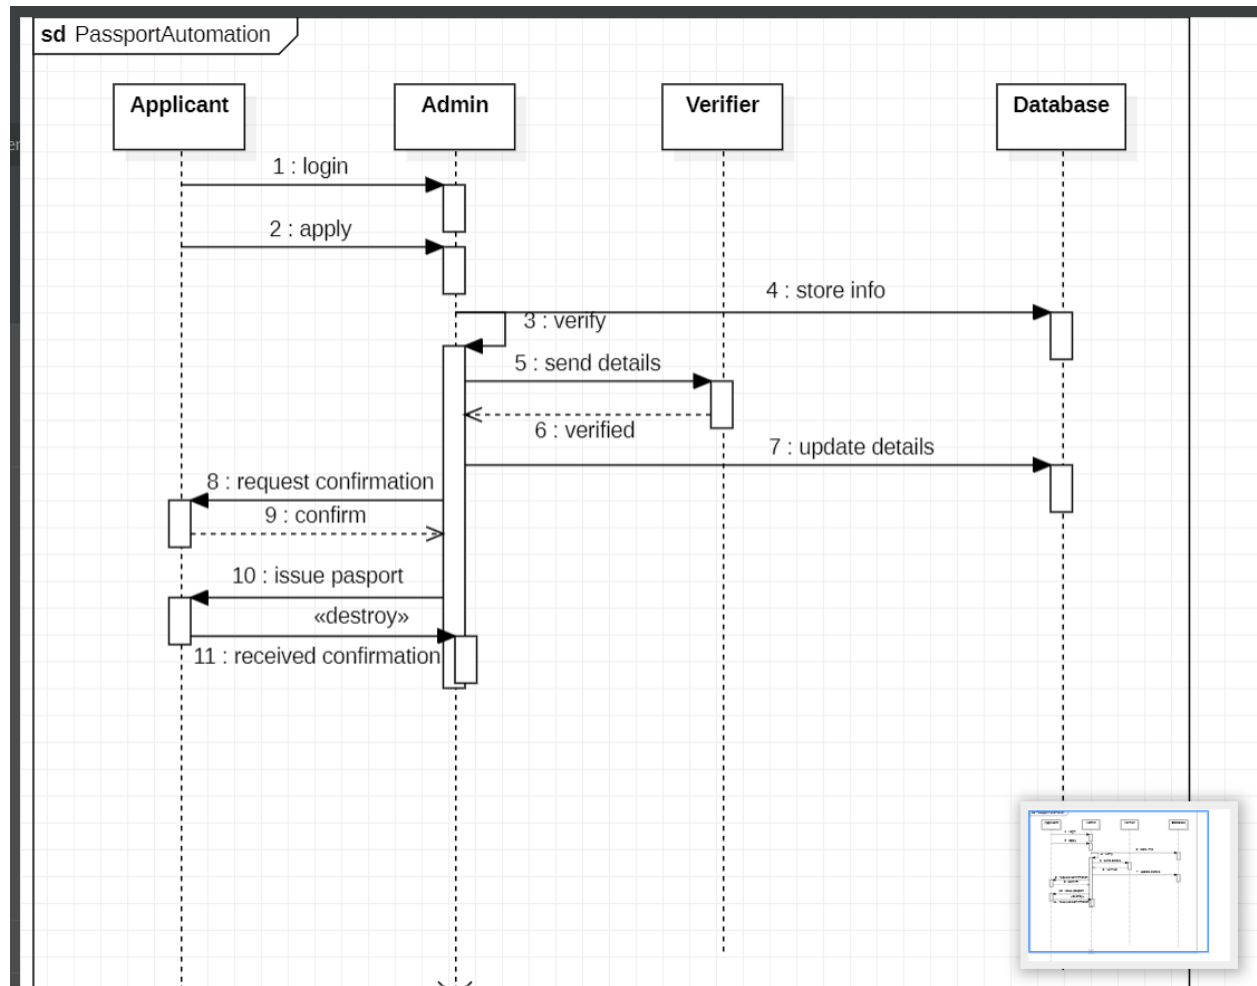 sd PassportAutomation
Applicant
Admin
Verifier
Database
1 : login
2 : apply
4 : store info
3 : verify
5 : send details
6 : verified
7 : update details
8 : request confirmation
9 : confirm
10 : issue pasport
«destroy»
11 : received confirmation